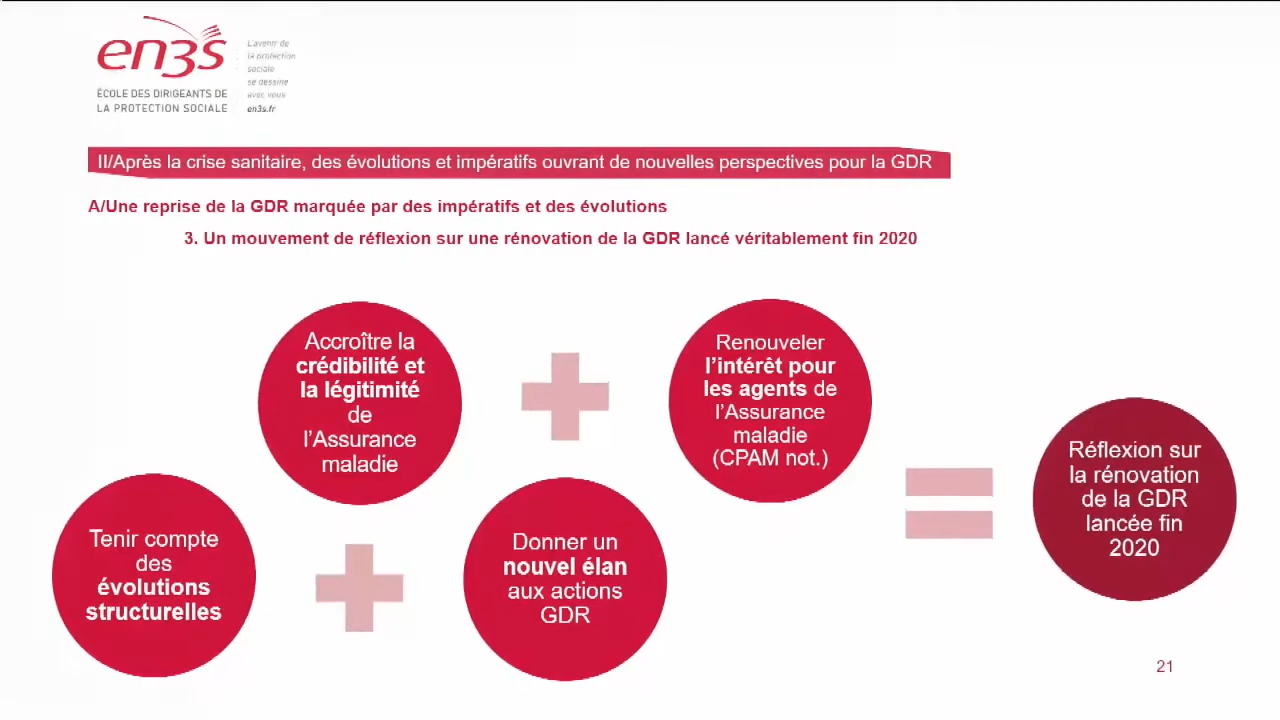 en3s
ÉCOLE DES DIRIGEANTS DE
LA PROTECTION SOCIALE
L'avenir de
la protection
sociale
se dessine
avec vous
en3s.fr
II/Après la crise sanitaire, des évolutions et impératifs ouvrant de nouvelles perspectives pour la GDR
A/Une reprise de la GDR marquée par des impératifs et des évolutions
3. Un mouvement de réflexion sur une rénovation de la GDR lancé véritablement fin 2020
Tenir compte
des
évolutions
structurelles
Accroître la
crédibilité et
la légitimité
de
l'Assurance
maladie
Donner un
nouvel élan
aux actions
GDR
Renouveler
l'intérêt pour
les agents de
l'Assurance
maladie
(CPAM not.)
Réflexion sur
la rénovation
de la GDR
lancée fin
2020
21